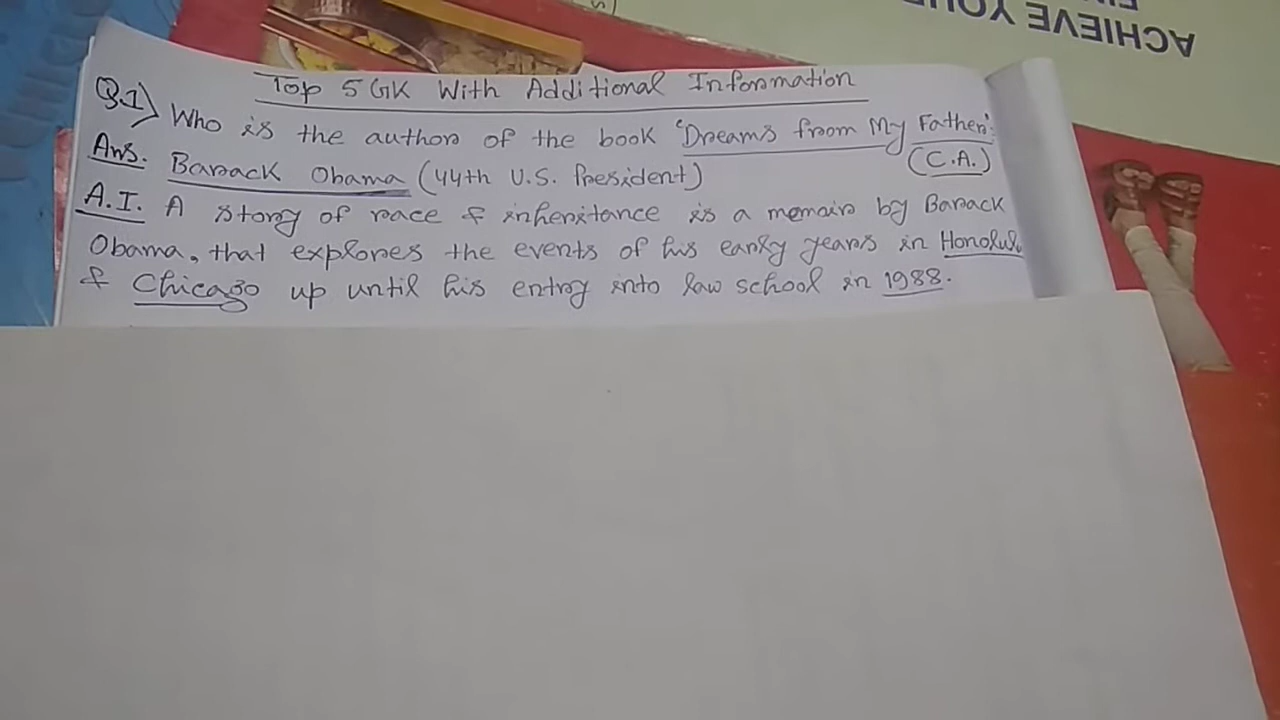 ACHIEVE YOUR
Top 5 GK With Additional Information
Q.1) Who is the author of the book 'Dreams from My Father'.
Ans. Barack Obama (44th U.S. President) (C.A.)
A.I. A story of race & inheritance is a memoir by Barack
Obama, that explores the events of his early years in Honolulu
& Chicago up until his entry into law school in 1988.